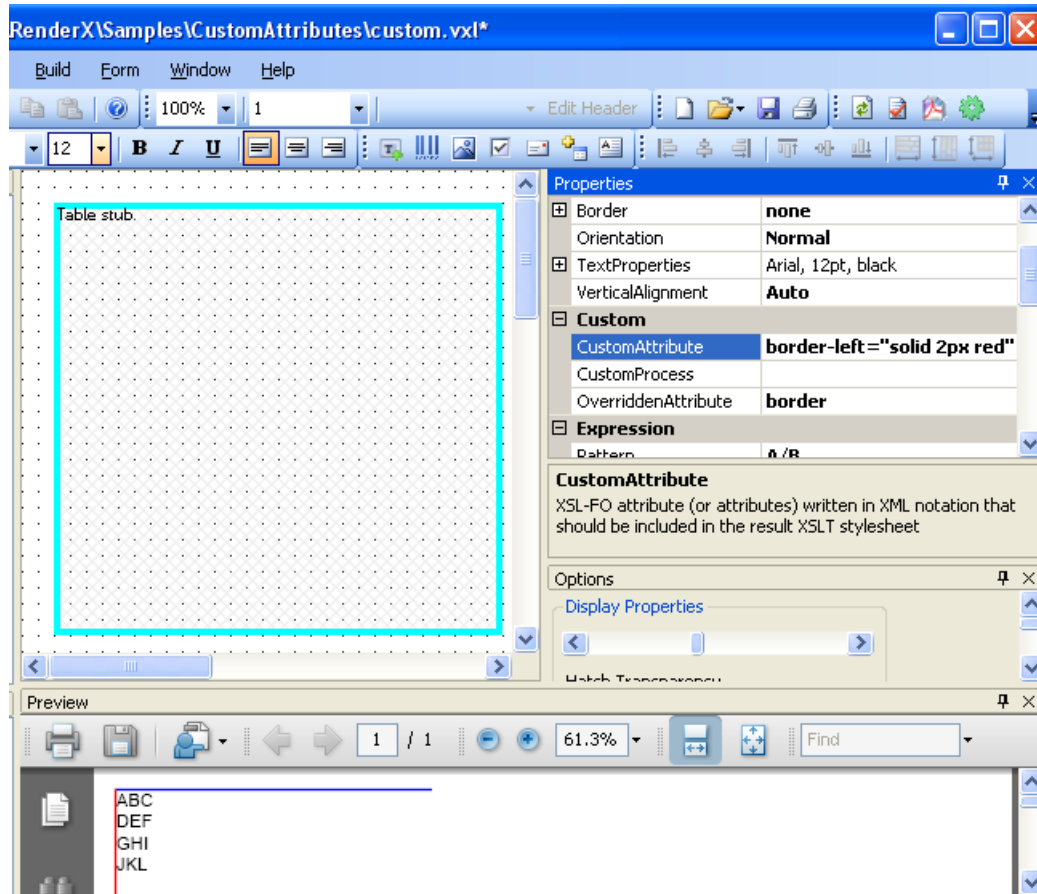 RenderX\Samples\CustomAttributes\custom.vxl*
Build Form Window Help
100% 1 Edit Header
12 B I U
Table stub.
Properties
Border none
Orientation Normal
TextProperties Arial, 12pt, black
VerticalAlignment Auto
Custom
CustomAttribute border-left="solid 2px red"
CustomProcess
OverriddenAttribute border
Expression
Pattern A/B
CustomAttribute
XSL-FO attribute (or attributes) written in XML notation that
should be included in the result XSLT stylesheet
Options
Display Properties
Hatch Transparency
Preview
1 / 1 61.3% Find
ABC
DEF
GHI
JKL